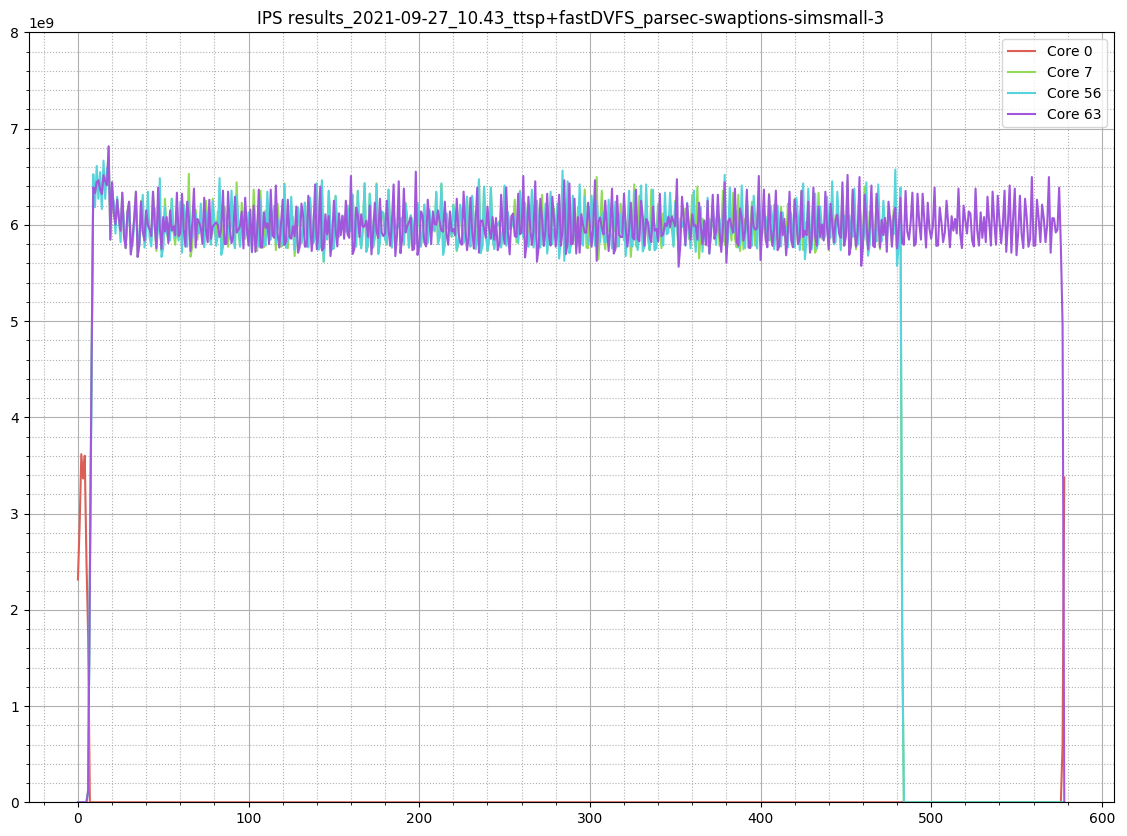 IPS results_2021-09-27_10.43_ttsp+fastDVFS_parsec-swaptions-simsmall-3
1e9
8
7
6
5
4
3
2
1
0
Core 0
Core 7
Core 56
Core 63
0 100 200 300 400 500 600